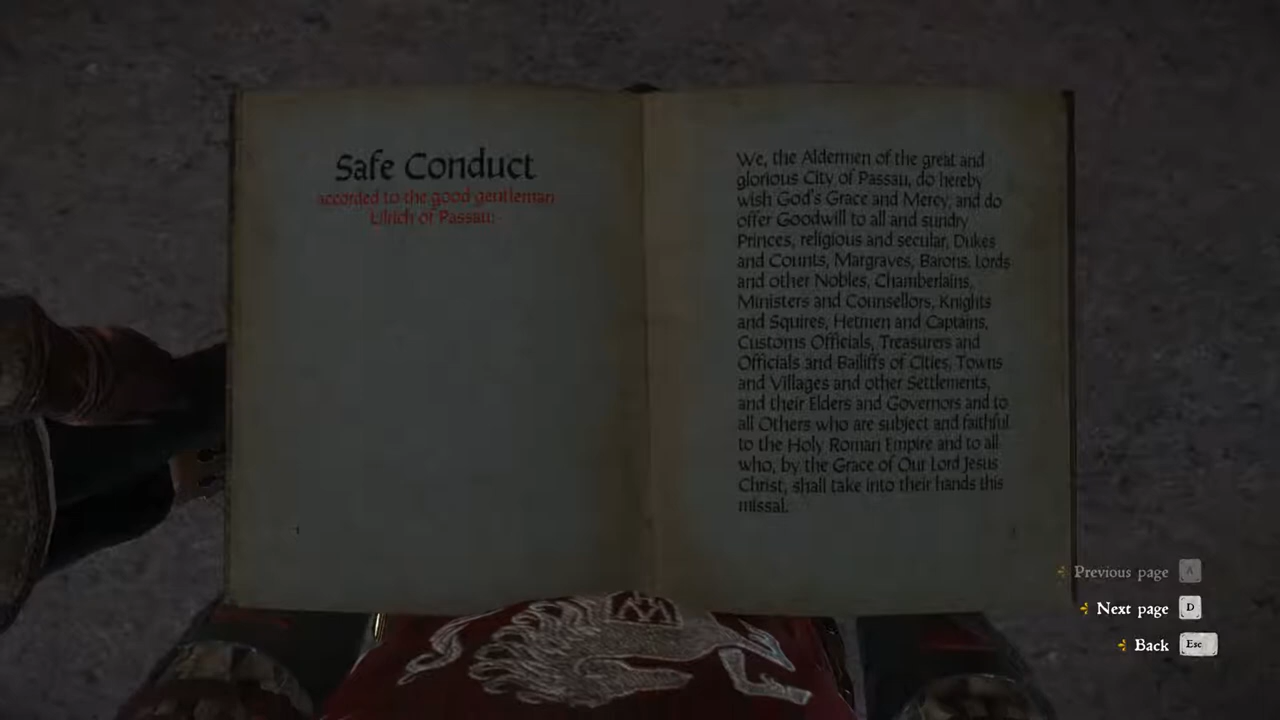 Safe Conduct
accorded to the good gentleman
Ulrich of Passau:
We, the Aldermen of the great and
glorious City of Passau, do hereby
wish God's Grace and Mercy, and do
offer Goodwill to all and sundry
Princes, religious and secular, Dukes
and Counts, Margraves, Barons, Lords
and other Nobles, Chamberlains,
Ministers and Counsellors, Knights
and Squires, Hetmen and Captains,
Customs Officials, Treasurers and
Officials and Bailiffs of Cities, Towns
and Villages and other Settlements,
and their Elders and Governors and to
all Others who are subject and faithful
to the Holy Roman Empire and to all
who, by the Grace of Our Lord Jesus
Christ, shall take into their hands this
missal.
Previous page A
Next page D
Back Esc